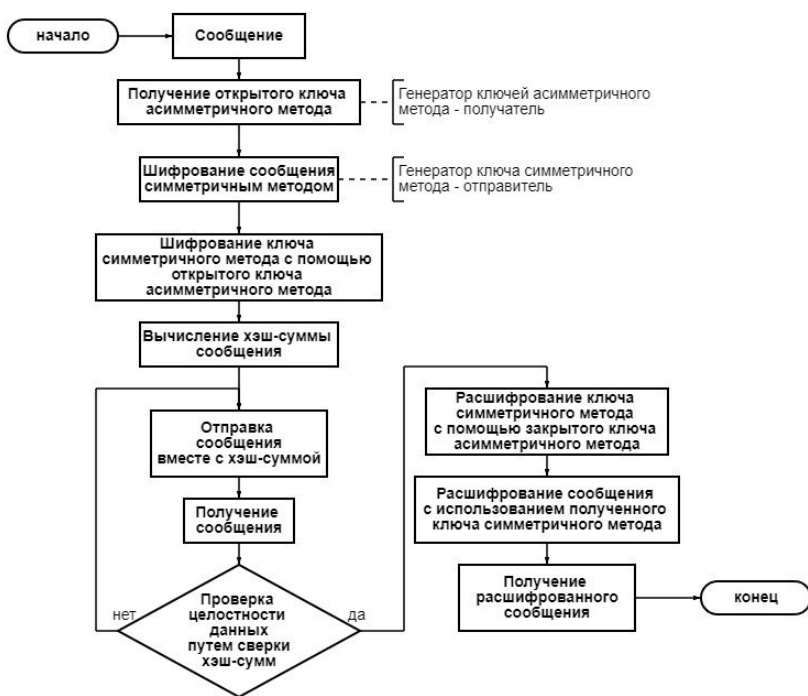 начало
Сообщение
Получение открытого ключа
асимметричного метода
Генератор ключей асимметричного
метода - получатель
Шифрование сообщения
симметричным методом
Генератор ключа симметричного
метода - отправитель
Шифрование ключа
симметричного метода с помощью
открытого ключа
асимметричного метода
Вычисление хэш-суммы
сообщения
Отправка
сообщения
вместе с хэш-суммой
Получение
сообщения
Проверка
целостности
данных
путем сверки
хэш-сумм
нет
да
Расшифрование ключа
симметричного метода
с помощью закрытого ключа
асимметричного метода
Расшифрование сообщения
с использованием полученного
ключа симметричного метода
Получение
расшифрованного
сообщения
конец